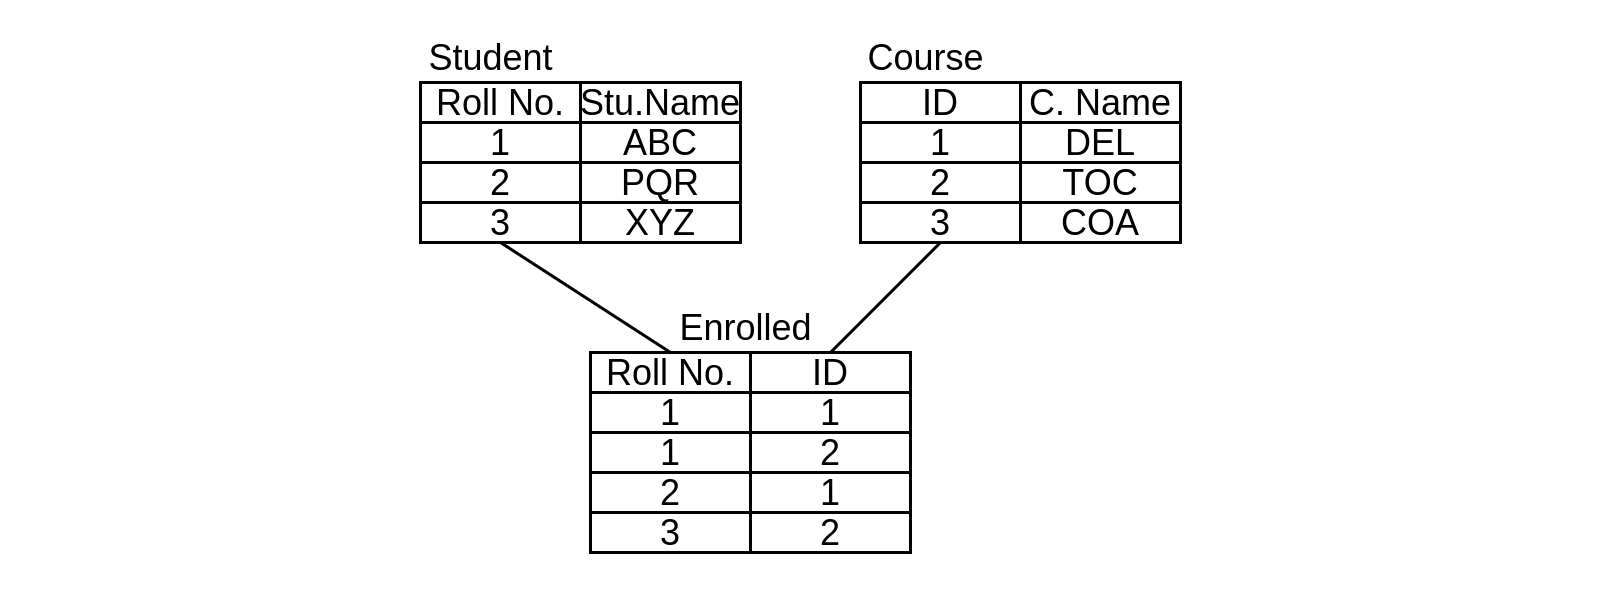 Student Course
Roll No. Stu.Name ID C. Name
1 ABC 1 DEL
2 PQR 2 TOC
3 XYZ 3 COA
Enrolled
Roll No. ID
1 1
1 2
2 1
3 2